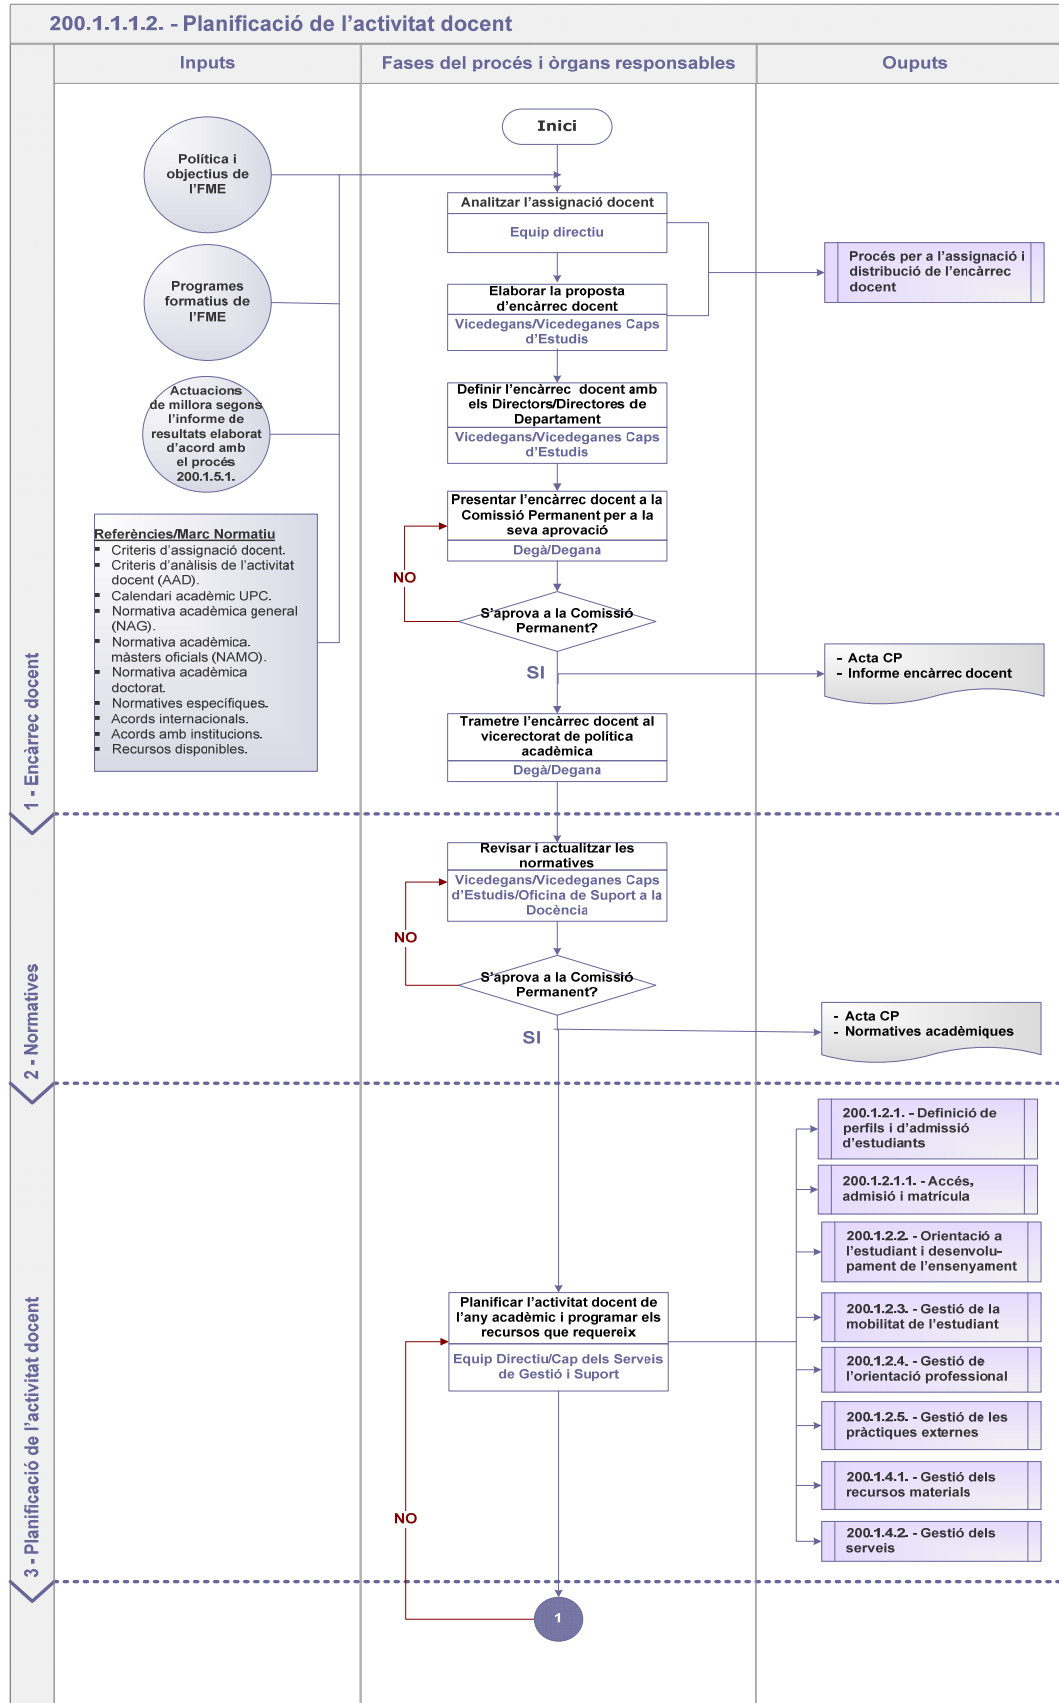 200.1.1.1.2. - Planificació de l'activitat docent
Inputs
Fases del procés i òrgans responsables
Ouputs
1 - Encàrrec docent
Inici
Política i
objectius de
l'FME
Analitzar l'assignació docent
Equip directiu
Procés per a l'assignació i
distribució de l'encàrrec
docent
Programes
formatius de
l'FME
Elaborar la proposta
d'encàrrec docent
Vicedegans/Vicedeganes Caps
d'Estudis
Actuacions
de millora segons
l'informe de
resultats elaborat
d'acord amb
el procés
200.1.5.1.
Definir l'encàrrec docent amb
els Directors/Directores de
Departament
Vicedegans/Vicedeganes Caps
d'Estudis
Presentar l'encàrrec docent a la
Comissió Permanent per a la
seva aprovació
Degà/Degana
Referències/Marc Normatiu
▪ Criteris d'assignació docent.
▪ Criteris d'anàlisis de l'activitat
docent (AAD).
▪ Calendari acadèmic UPC.
▪ Normativa acadèmica general
(NAG).
▪ Normativa acadèmica.
màsters oficials (NAMO).
▪ Normativa acadèmica
doctorat.
▪ Normatives específiques.
▪ Acords internacionals.
▪ Acords amb institucions.
▪ Recursos disponibles.
NO
S'aprova a la Comissió
Permanent?
SI
- Acta CP
- Informe encàrrec docent
Trametre l'encàrrec docent al
vicerectorat de política
acadèmica
Degà/Degana
2 - Normatives
Revisar i actualitzar les
normatives
Vicedegans/Vicedeganes Caps
d'Estudis/Oficina de Suport a la
Docència
NO
S'aprova a la Comissió
Permanent?
SI
- Acta CP
- Normatives acadèmiques
3 - Planificació de l'activitat docent
200.1.2.1. - Definició de
perfils i d'admissió
d'estudiants
200.1.2.1.1. - Accés,
admisió i matrícula
200.1.2.2. - Orientació a
l'estudiant i desenvolu-
pament de l'ensenyament
Planificar l'activitat docent de
l'any acadèmic i programar els
recursos que requereix
Equip Directiu/Cap dels Serveis
de Gestió i Suport
200.1.2.3. - Gestió de la
mobilitat de l'estudiant
200.1.2.4. - Gestió de
l'orientació professional
200.1.2.5. - Gestió de les
pràctiques externes
200.1.4.1. - Gestió dels
recursos materials
200.1.4.2. - Gestió dels
serveis
NO
1